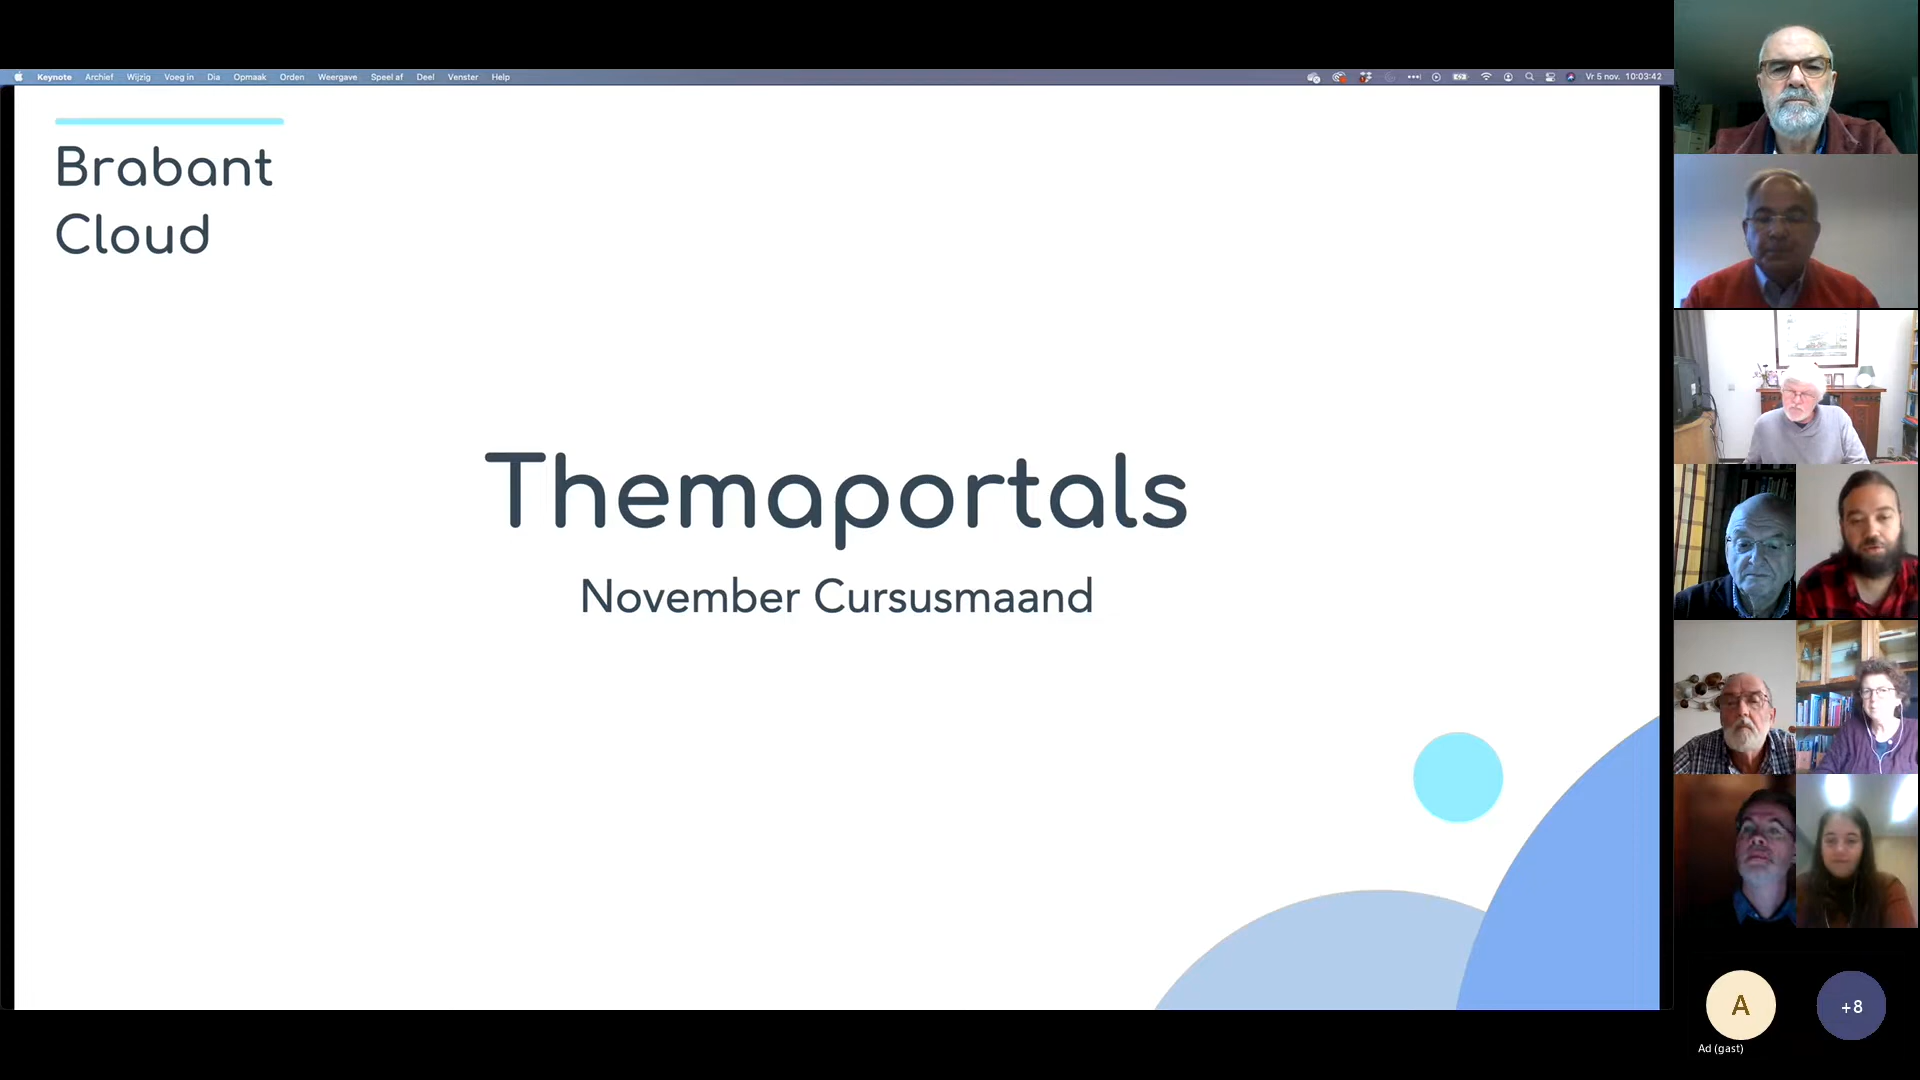 Keynote Archief Wijzig Voeg in Dia Opmaak Orden Weergave Speel af Deel Venster Help
Vr 5 nov. 10:03:42
Brabant
Cloud
Themaportals
November Cursusmaand
A
+8
Ad (gast)